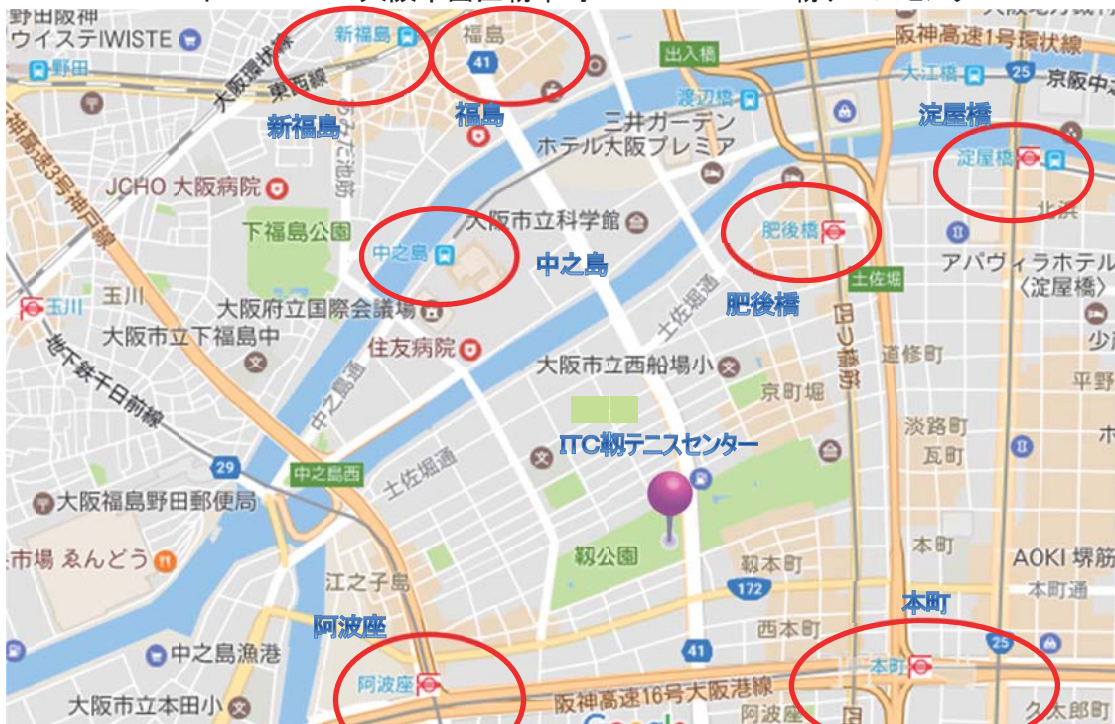 野田阪神
ウイステIWISTE
新福島
福島
41
出入橋
阪神高速1号環状線
野田
大阪環状線
東西線
大江橋
25
京阪中
渡辺橋
新福島
福島
三井ガーデン
ホテル大阪プレミア
淀屋橋
淀屋橋
あみだ池筋
JCHO 大阪病院
北浜
神高速3号神戸線
下福島公園
大阪市立科学館
中之島
肥後橋
中之島
アパヴィラホテル
〈淀屋橋〉
土佐堀
玉川
玉川
大阪府立国際会議場
肥後橋
土佐堀通
四つ橋筋
大阪市立下福島中
住友病院
大阪市立西船場小
道修町
地下鉄千日前線
中之島通
京町堀
平野
淡路町
瓦町
ITC靭テニスセンター
29
中之島西
土佐堀通
大阪福島野田郵便局
市場 ゑんどう
江之子島
靱公園
靱本町
本町
AOKI 堺筋
172
本町通
本町
阿波座
西本町
中之島漁港
41
25
阿波座
本町
阪神高速16号大阪港線
大阪市立本田小
阿波座
久太郎町